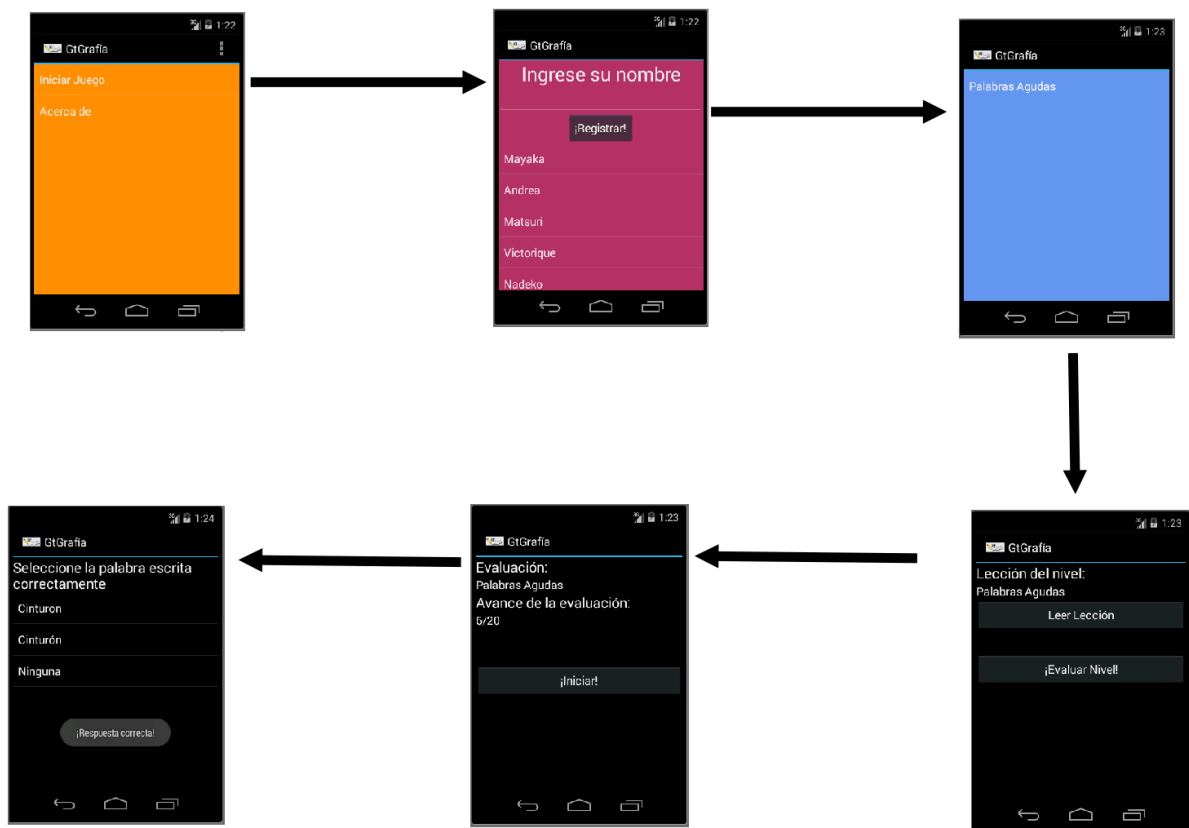 1:22
GtGrafía
Iniciar Juego
Acerca de
1:22
GtGrafía
Ingrese su nombre
¡Registrar!
Mayaka
Andrea
Matsuri
Victorique
Nadeko
1:23
GtGrafía
Palabras Agudas
1:23
GtGrafía
Lección del nivel:
Palabras Agudas
Leer Lección
¡Evaluar Nivel!
1:23
GtGrafía
Evaluación:
Palabras Agudas
Avance de la evaluación:
5/20
¡Iniciar!
1:24
GtGrafía
Seleccione la palabra escrita
correctamente
Cinturon
Cinturón
Ninguna
¡Respuesta correcta!